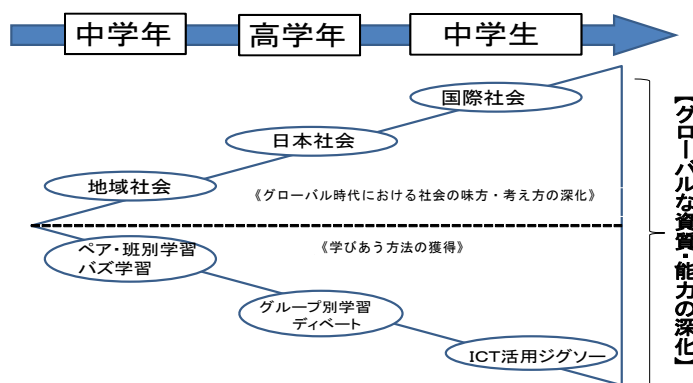 中学年
高学年
中学生
国際社会
日本社会
地域社会
《グローバル時代における社会の味方・考え方の深化》
《学びあう方法の獲得》
ペア・班別学習
バズ学習
グループ別学習
ディベート
ICT活用ジグソー
【グローバルな資質・能力の深化】